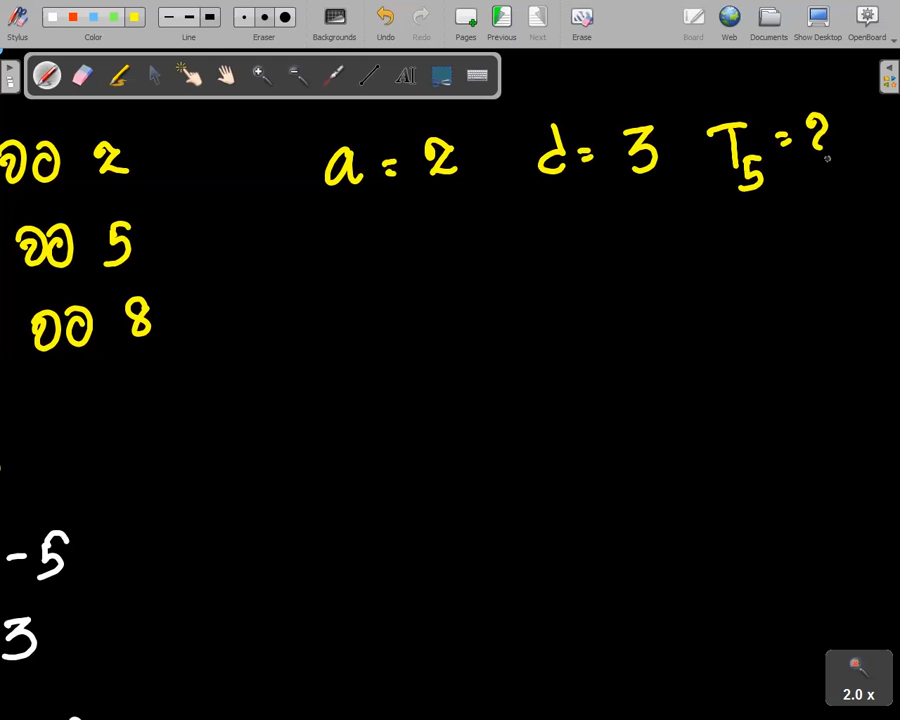 Stylus Color Line Eraser Backgrounds Undo Redo Pages Previous Next Erase Board Web Documents Show Desktop OpenBoard
2 a = 2 d = 3 T₅ = ?
5
8
-5
3
2.0 x